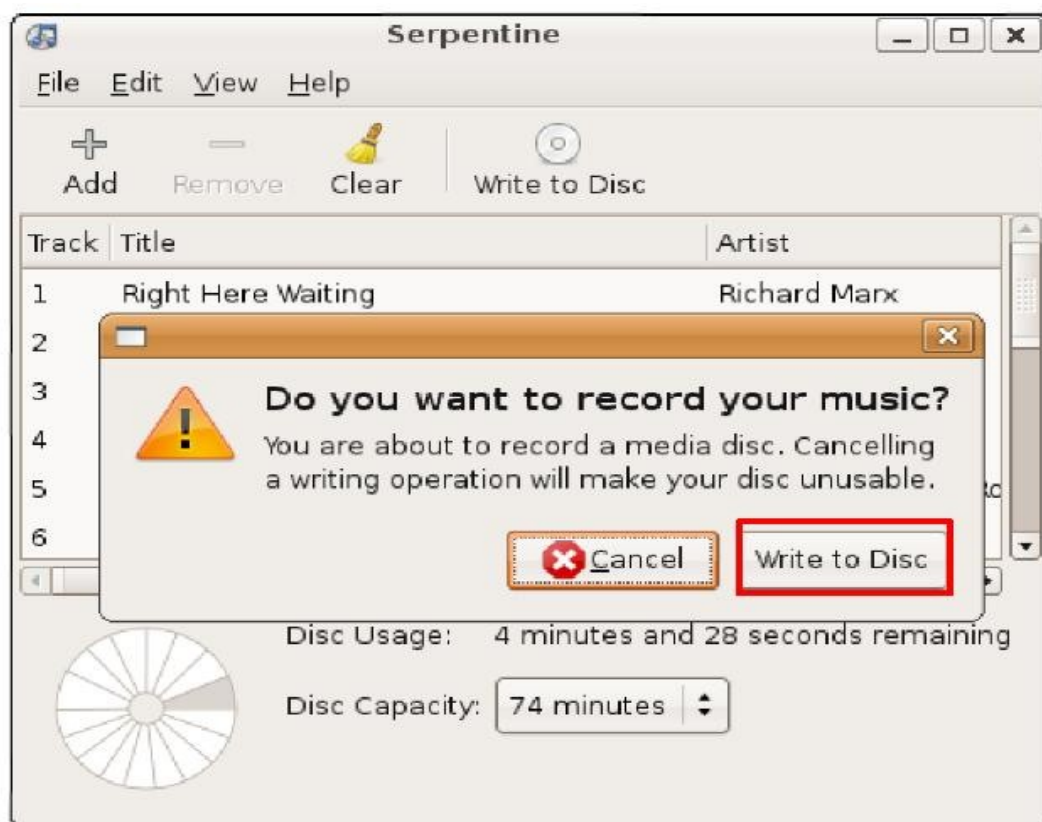 Serpentine
File Edit View Help
Add Remove Clear Write to Disc
Track Title Artist
1 Right Here Waiting Richard Marx
2
3
4
5
6
Do you want to record your music?
You are about to record a media disc. Cancelling
a writing operation will make your disc unusable.
Cancel Write to Disc
Disc Usage: 4 minutes and 28 seconds remaining
Disc Capacity: 74 minutes